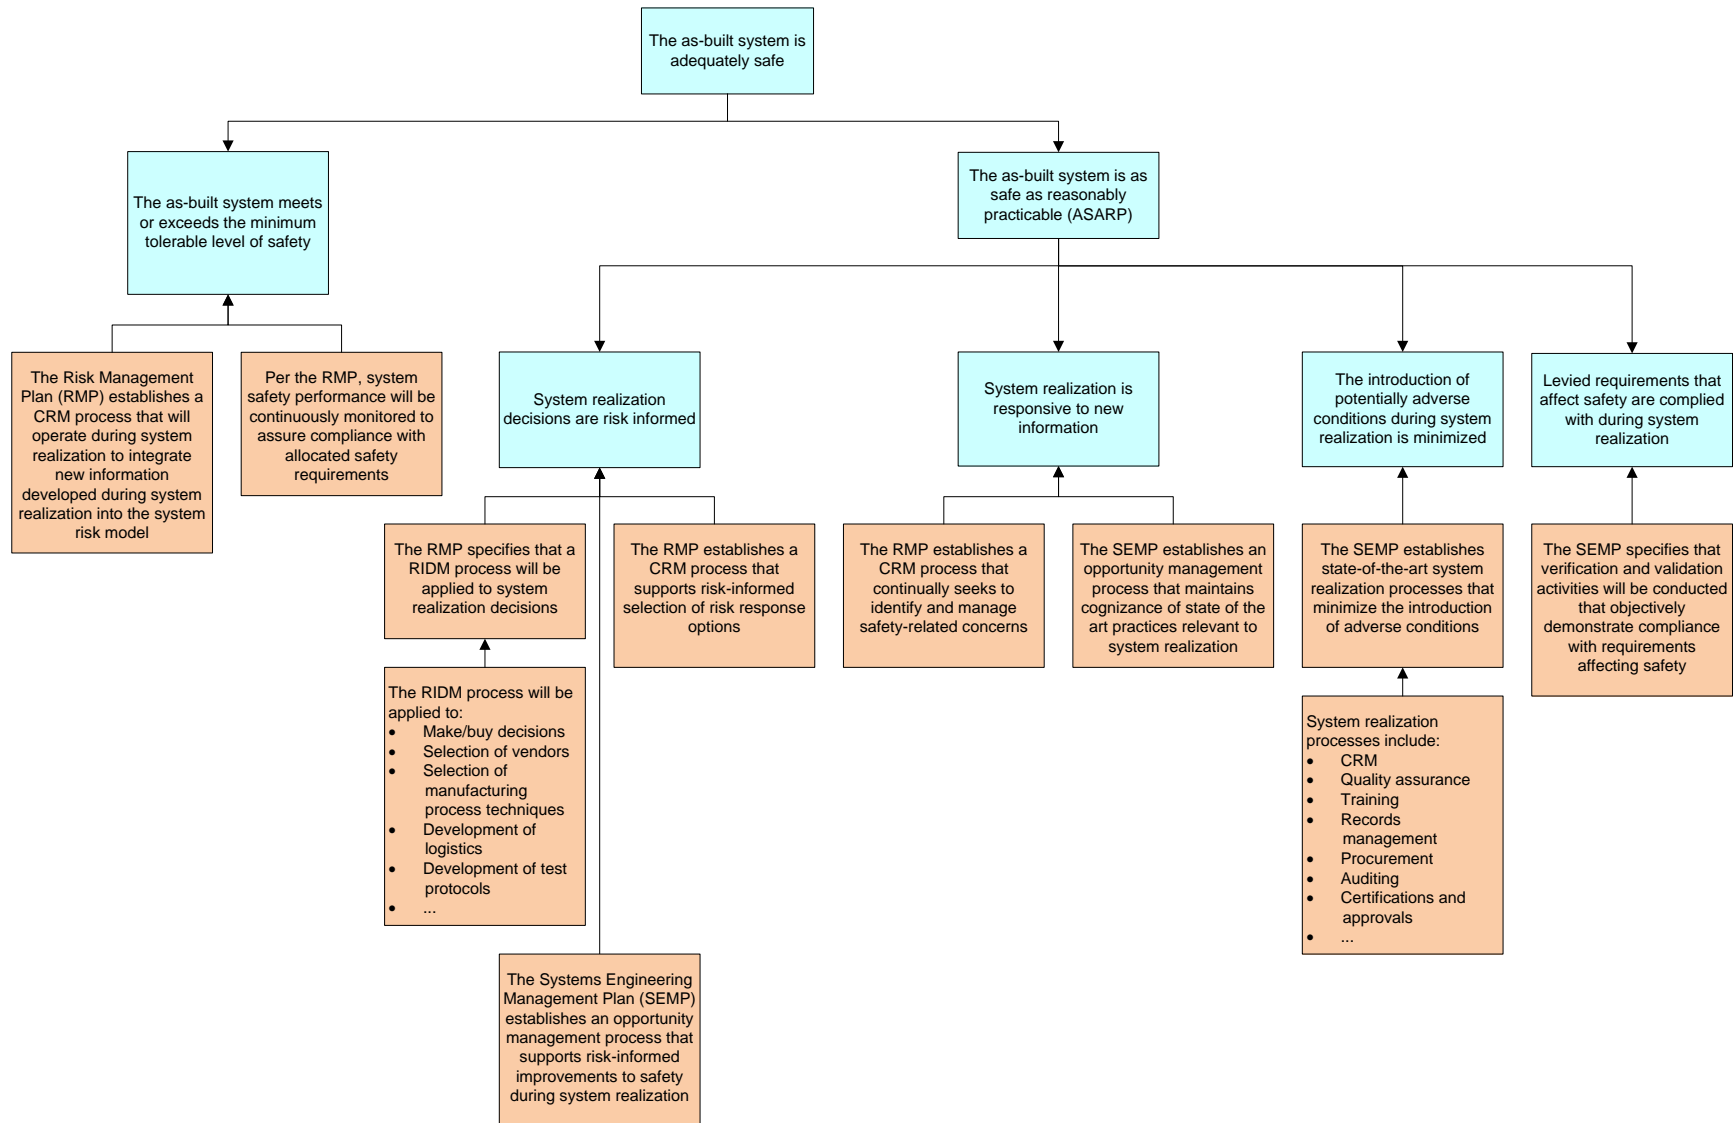 The as-built system is
adequately safe
The as-built system meets
or exceeds the minimum
tolerable level of safety
The as-built system is as
safe as reasonably
practicable (ASARP)
The Risk Management
Plan (RMP) establishes a
CRM process that will
operate during system
realization to integrate
new information
developed during system
realization into the system
risk model
Per the RMP, system
safety performance will be
continuously monitored to
assure compliance with
allocated safety
requirements
System realization
decisions are risk informed
System realization is
responsive to new
information
The introduction of
potentially adverse
conditions during system
realization is minimized
Levied requirements that
affect safety are complied
with during system
realization
The RMP specifies that a
RIDM process will be
applied to system
realization decisions
The RMP establishes a
CRM process that
supports risk-informed
selection of risk response
options
The RMP establishes a
CRM process that
continually seeks to
identify and manage
safety-related concerns
The SEMP establishes an
opportunity management
process that maintains
cognizance of state of the
art practices relevant to
system realization
The SEMP establishes
state-of-the-art system
realization processes that
minimize the introduction
of adverse conditions
The SEMP specifies that
verification and validation
activities will be conducted
that objectively
demonstrate compliance
with requirements
affecting safety
The RIDM process will be
applied to:
• Make/buy decisions
• Selection of vendors
• Selection of
manufacturing
process techniques
• Development of
logistics
• Development of test
protocols
• ...
System realization
processes include:
• CRM
• Quality assurance
• Training
• Records
management
• Procurement
• Auditing
• Certifications and
approvals
• ...
The Systems Engineering
Management Plan (SEMP)
establishes an opportunity
management process that
supports risk-informed
improvements to safety
during system realization